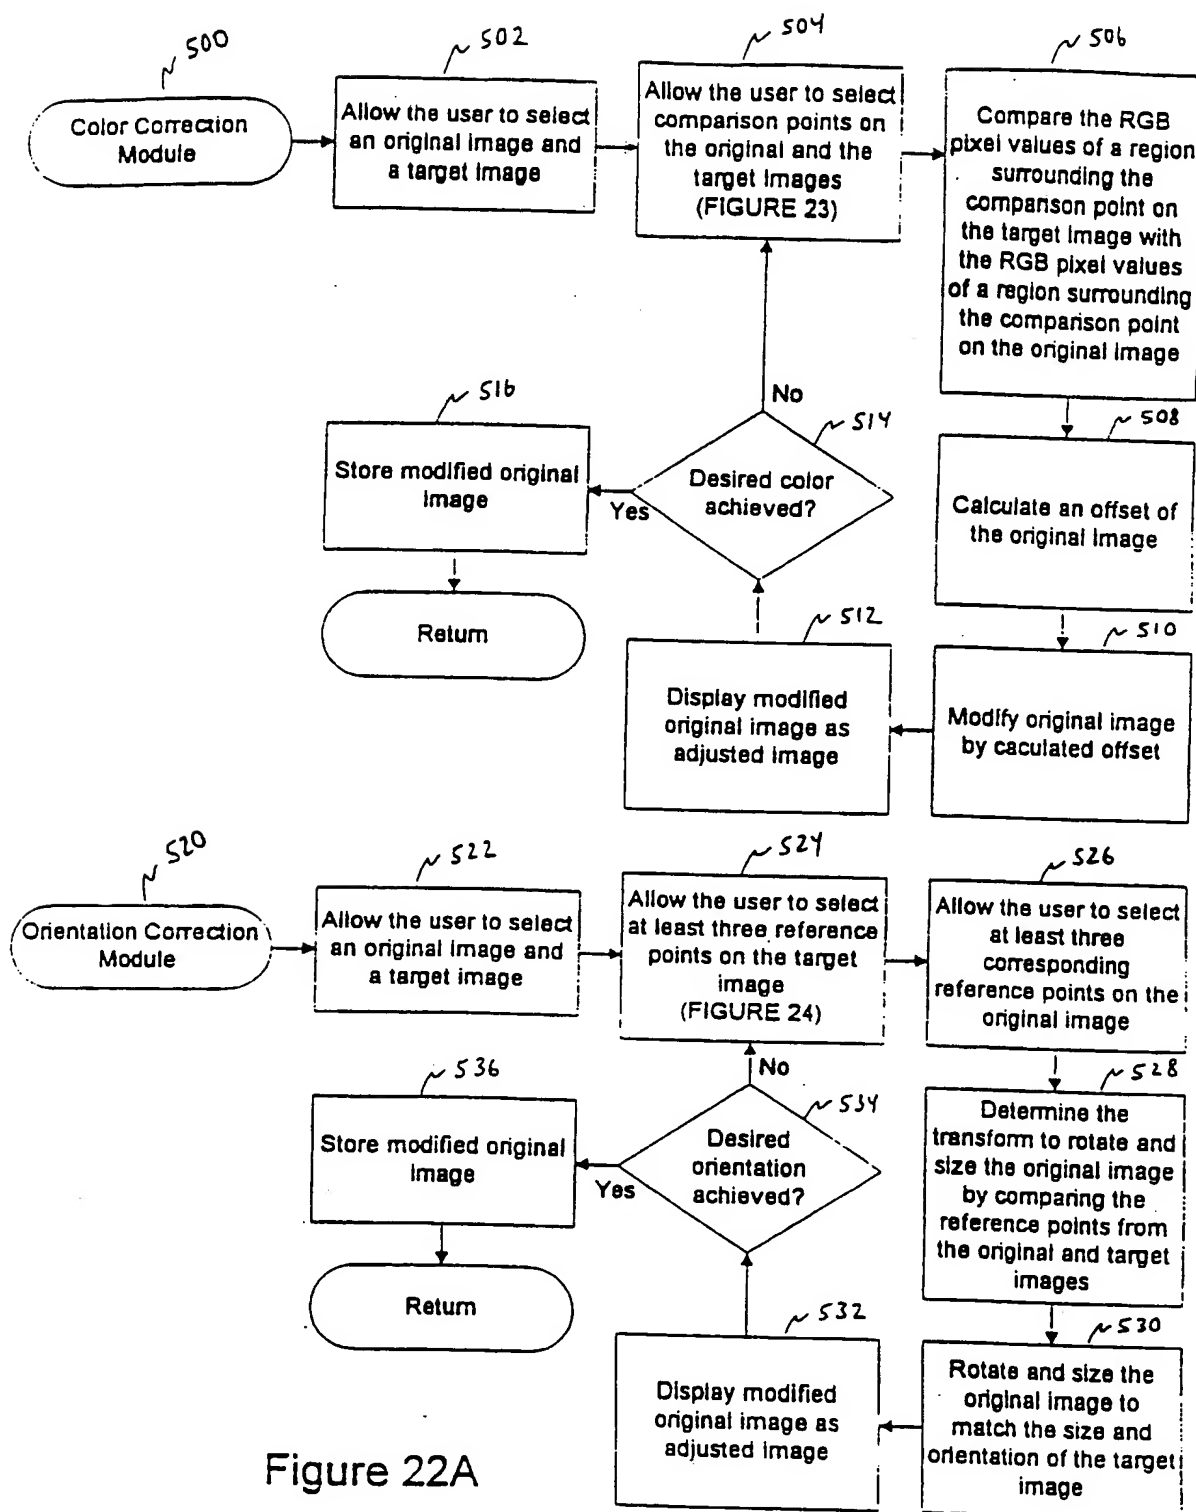 500
Color Correction
Module
502
Allow the user to select
an original image and
a target image
504
Allow the user to select
comparison points on
the original and the
target images
(FIGURE 23)
506
Compare the RGB
pixel values of a region
surrounding the
comparison point on
the target image with
the RGB pixel values
of a region surrounding
the comparison point
on the original image
508
Calculate an offset of
the original image
510
Modify original image
by caculated offset
512
Display modified
original image as
adjusted image
514
Desired color
achieved?
No
Yes
516
Store modified original
image
Return
520
Orientation Correction
Module
522
Allow the user to select
an original image and
a target image
524
Allow the user to select
at least three reference
points on the target
image
(FIGURE 24)
526
Allow the user to select
at least three
corresponding
reference points on the
original image
528
Determine the
transform to rotate and
size the original image
by comparing the
reference points from
the original and target
images
530
Rotate and size the
original image to
match the size and
orientation of the target
image
532
Display modified
original image as
adjusted image
534
Desired
orientation
achieved?
No
Yes
536
Store modified original
image
Return
Figure 22A